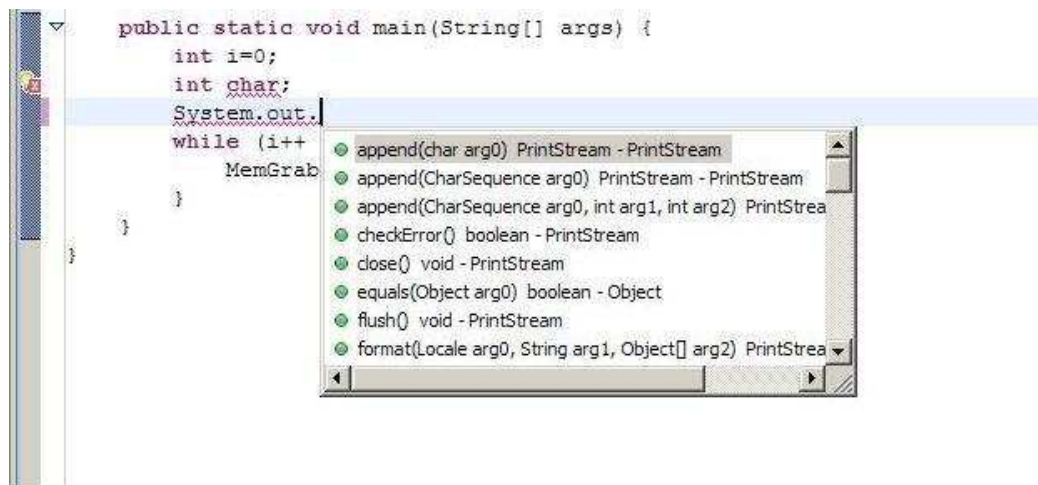 public static void main(String[] args) {
int i=0;
int char;
System.out.
while (i++
MemGrab
}
}
}
append(char arg0) PrintStream - PrintStream
append(CharSequence arg0) PrintStream - PrintStream
append(CharSequence arg0, int arg1, int arg2) PrintStrea
checkError() boolean - PrintStream
close() void - PrintStream
equals(Object arg0) boolean - Object
flush() void - PrintStream
format(Locale arg0, String arg1, Object[] arg2) PrintStrea